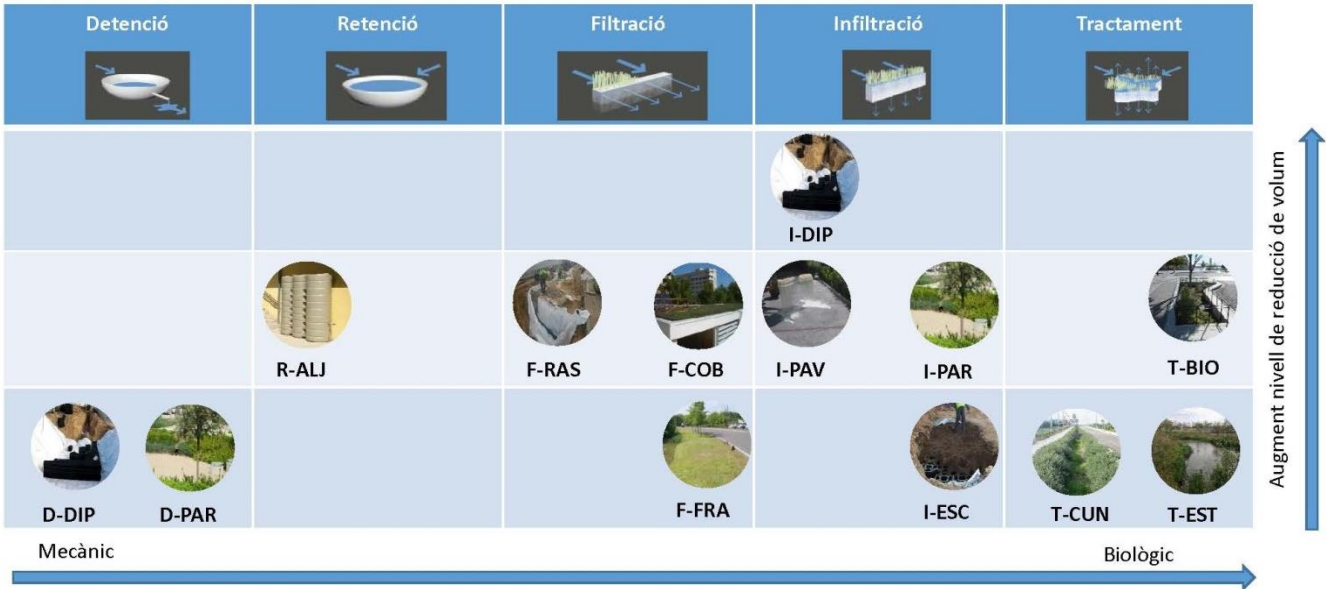 Detenció
Retenció
Filtració
Infiltració
Tractament
I-DIP
R-ALJ
F-RAS
F-COB
I-PAV
I-PAR
T-BIO
D-DIP
D-PAR
F-FRA
I-ESC
T-CUN
T-EST
Mecànic
Biològic
Augment nivell de reducció de volum